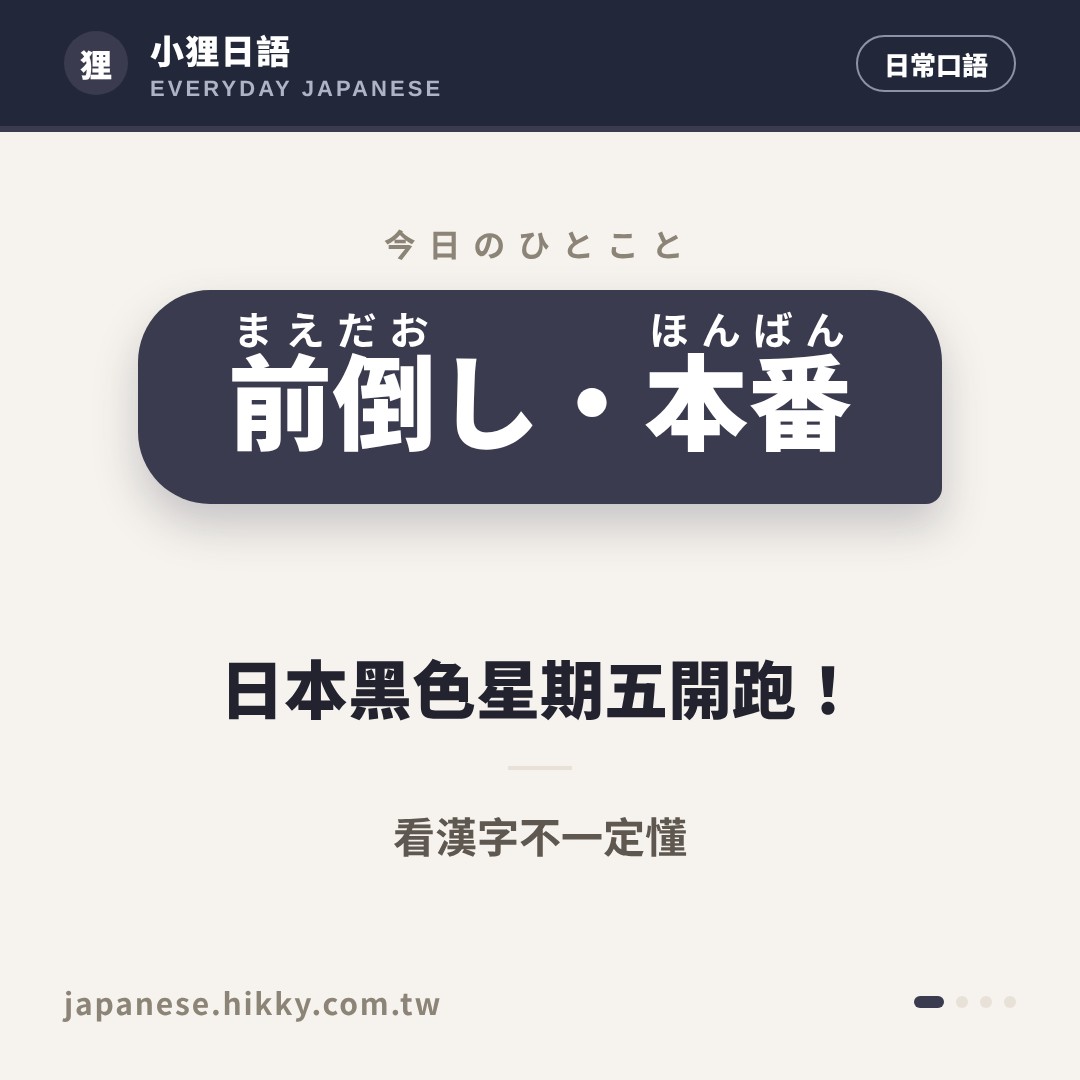 狸
小狸日語
EVERYDAY JAPANESE
日常口語
今日のひとこと
まえだお ほんばん
前倒し・本番
日本黑色星期五開跑！
看漢字不一定懂
japanese.hikky.com.tw